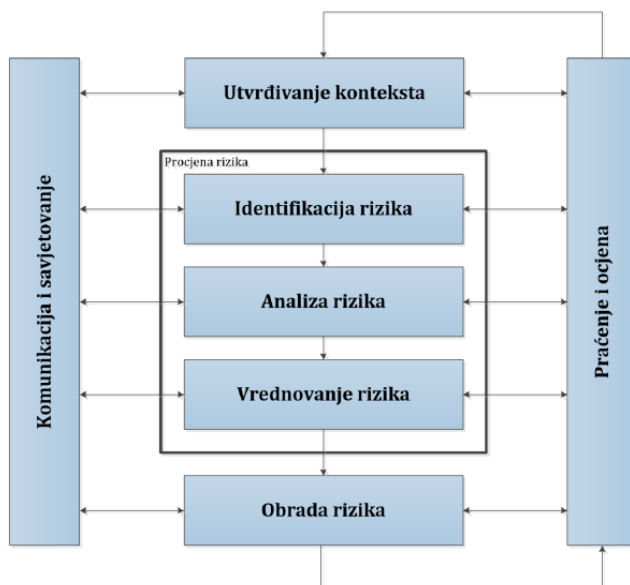 Komunikacija i savjetovanje
Utvrđivanje konteksta
Procjena rizika
Identifikacija rizika
Analiza rizika
Vrednovanje rizika
Obrada rizika
Praćenje i ocjena